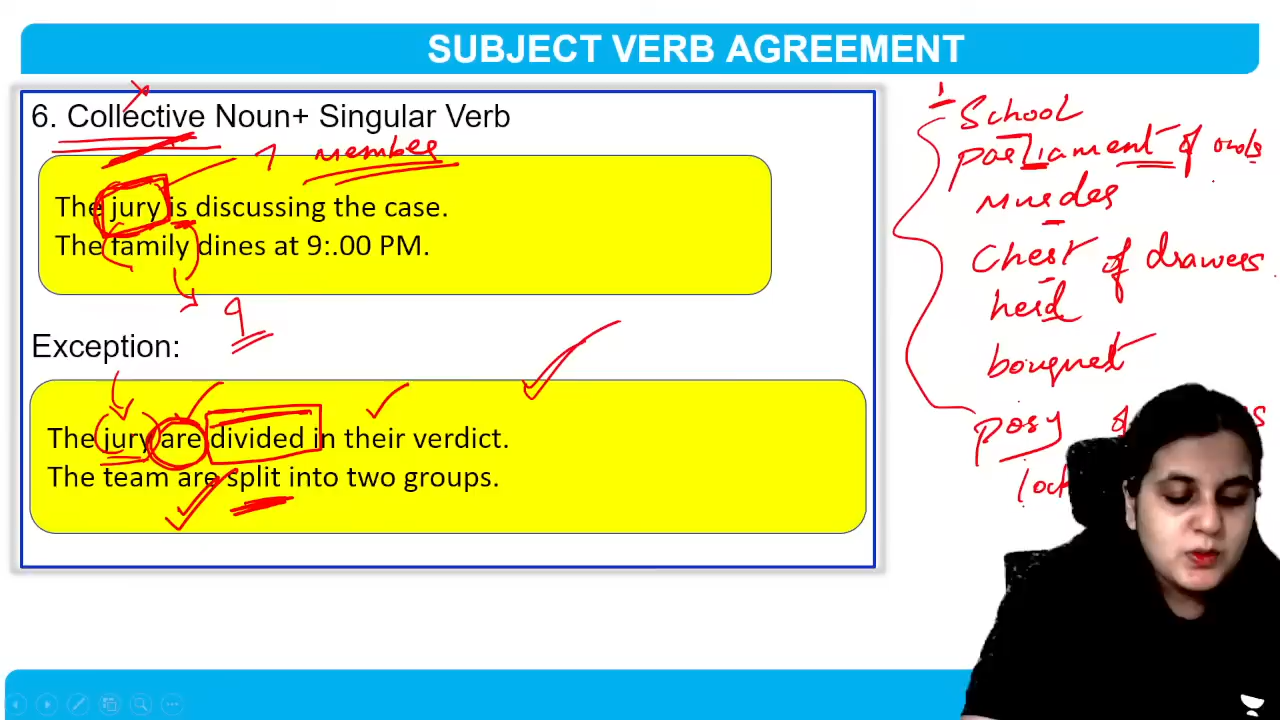 SUBJECT VERB AGREEMENT
6. Collective Noun+ Singular Verb
member
The jury is discussing the case.
The family dines at 9:.00 PM.
9
Exception:
The jury are divided in their verdict.
The team are split into two groups.
School
parliament of owls
murder
Chest of drawers
herd
bouquet
posy of